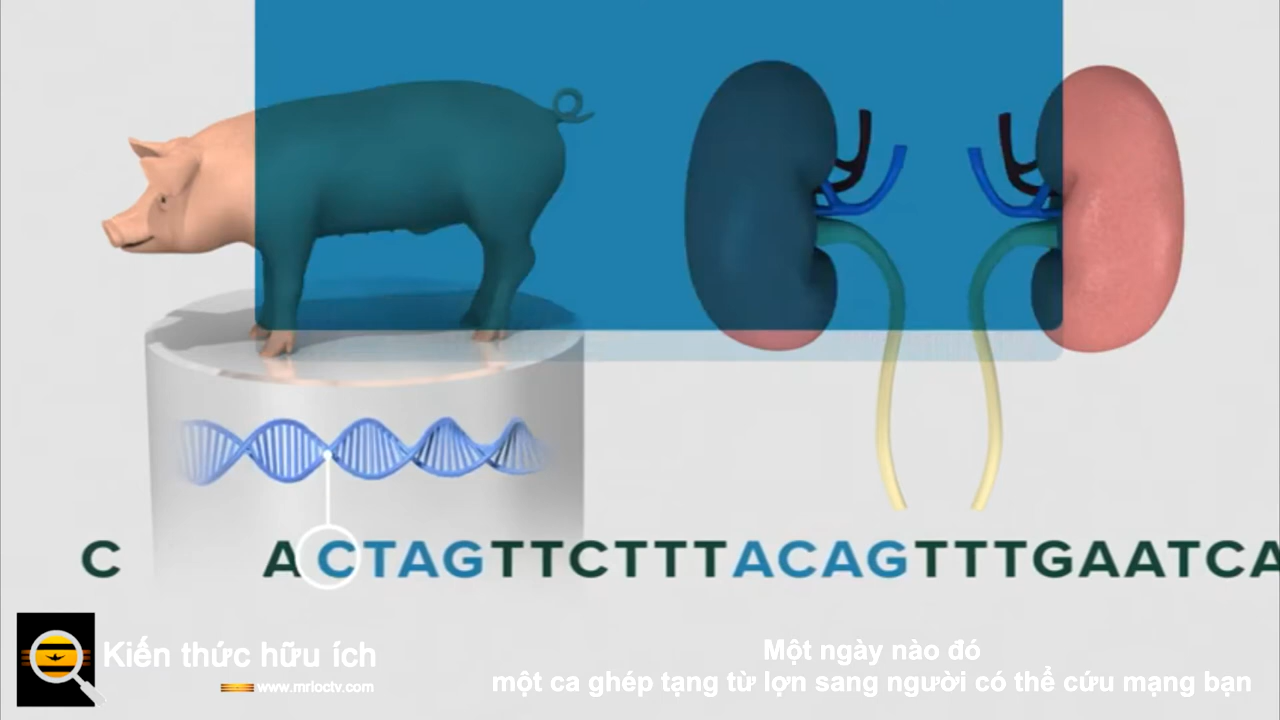 C ACTAGTTCTTTACAGTTTGAATCA
Kiến thức hữu ích
www.mrloctv.com
Một ngày nào đó
một ca ghép tạng từ lợn sang người có thể cứu mạng bạn